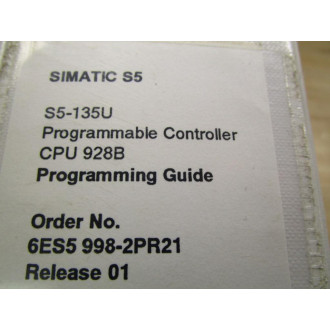 SIMATIC S5
S5-135U
Programmable Controller
CPU 928B
Programming Guide
Order No.
6ES5 998-2PR21
Release 01